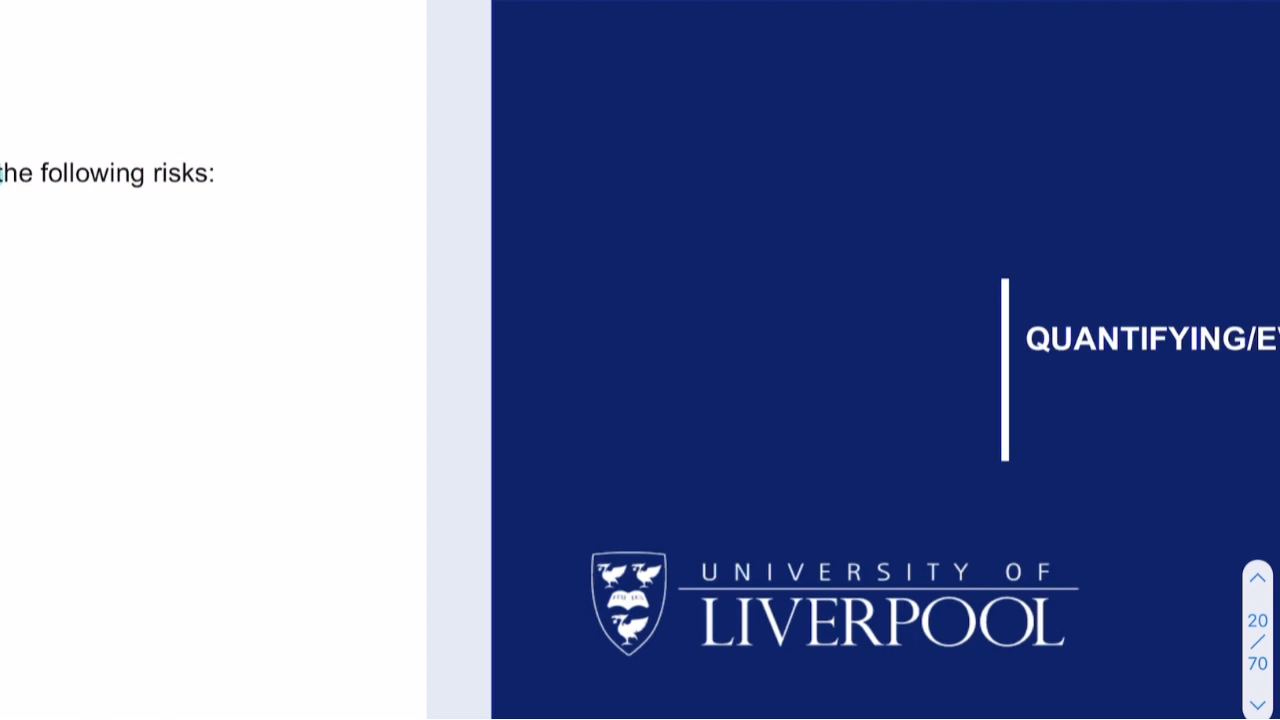 the following risks:
QUANTIFYING/E
UNIVERSITY OF
LIVERPOOL
20
/
70